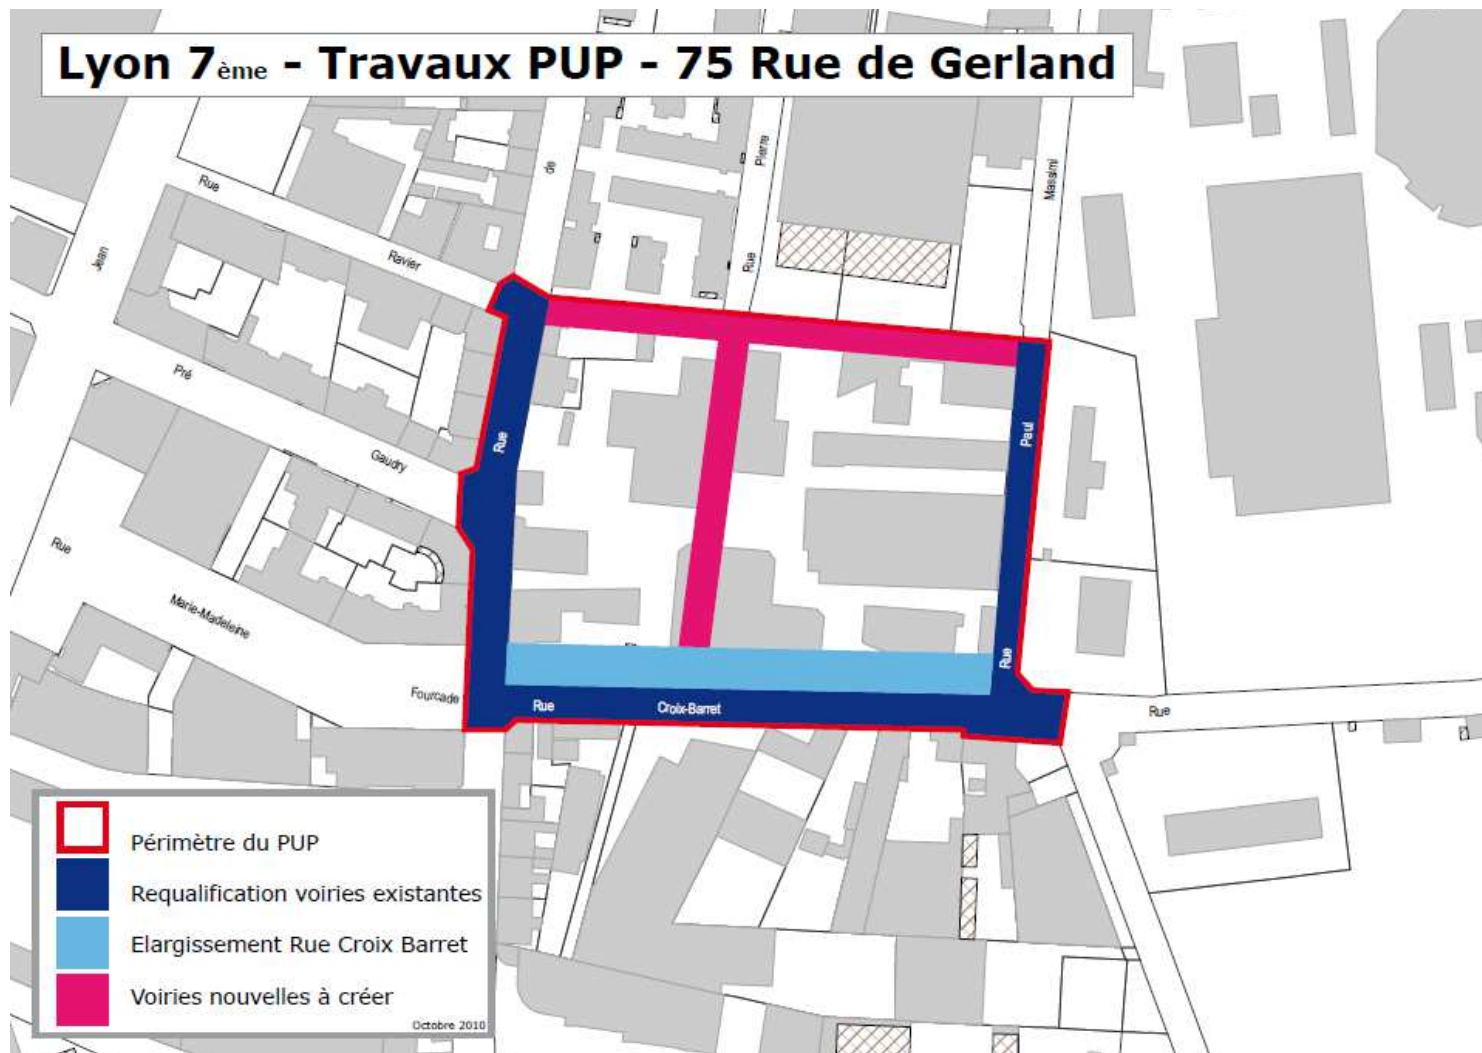 Lyon 7ème - Travaux PUP - 75 Rue de Gerland
Rue
Ravier
de
Pierre
Rue
Massimi
Jean
Pré
Gaudry
Rue
Paul
Rue
Marie-Madeleine
Fourcade
Rue
Croix-Barret
Rue
Rue
Périmètre du PUP
Requalification voiries existantes
Elargissement Rue Croix Barret
Voiries nouvelles à créer
Octobre 2010